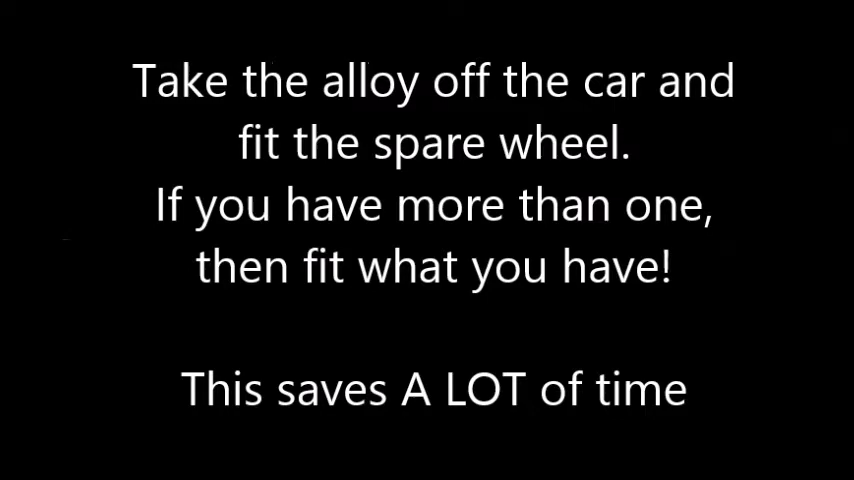 Take the alloy off the car and
fit the spare wheel.
If you have more than one,
then fit what you have!
This saves A LOT of time